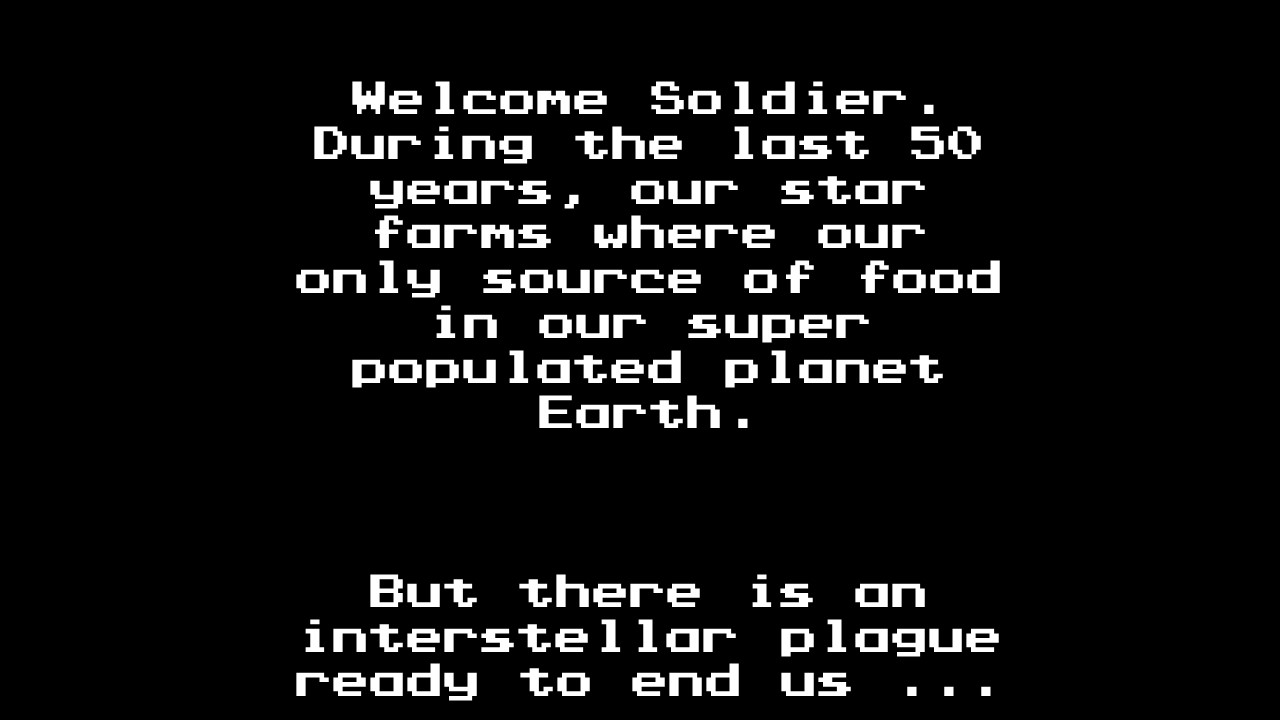 Welcome Soldier.
During the last 50
years, our star
farms where our
only source of food
in our super
populated planet
Earth.
But there is an
interstellar plague
ready to end us ...